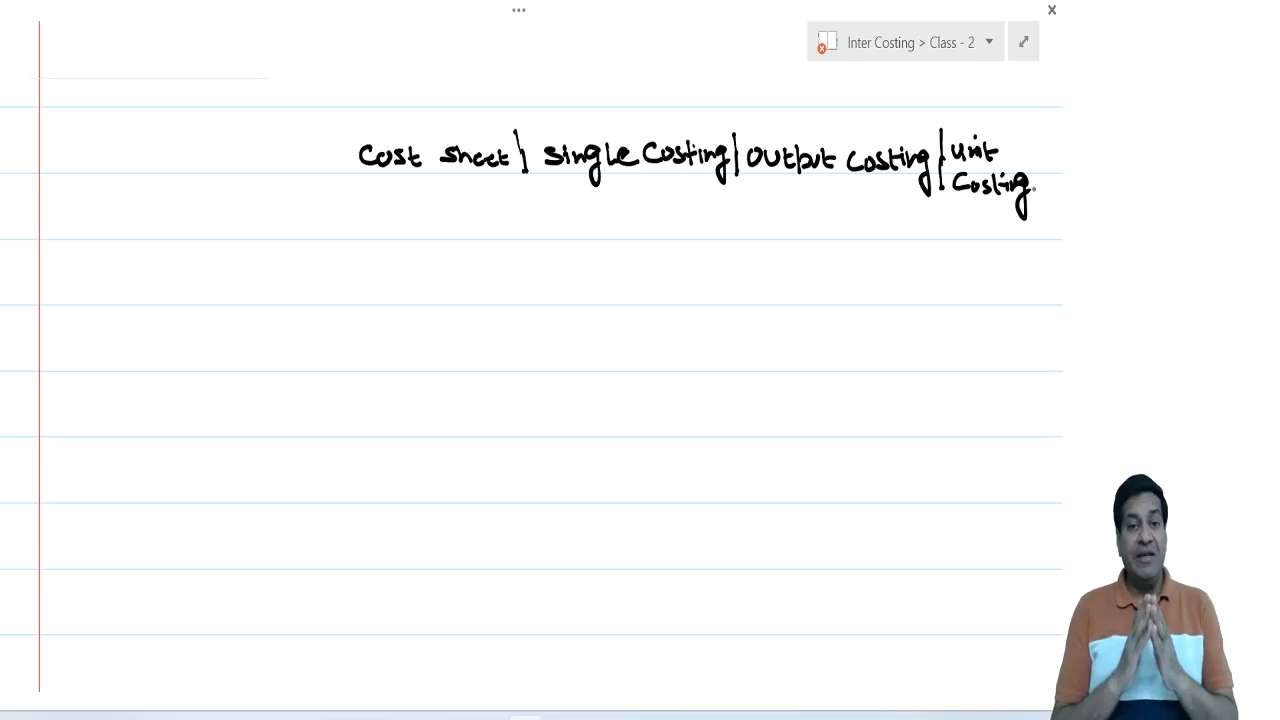 ...
Inter Costing > Class - 2
Cost sheet | Single Costing | Output Costing | Unit
Costing